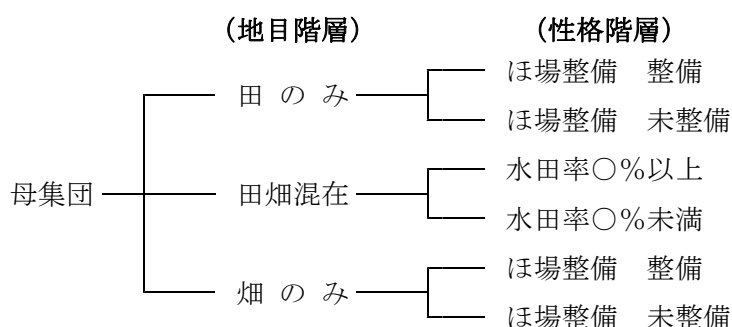 (地目階層) (性格階層)
ほ場整備 整備
田 の み
ほ場整備 未整備
水田率○%以上
母集団 田畑混在
水田率○%未満
ほ場整備 整備
畑 の み
ほ場整備 未整備